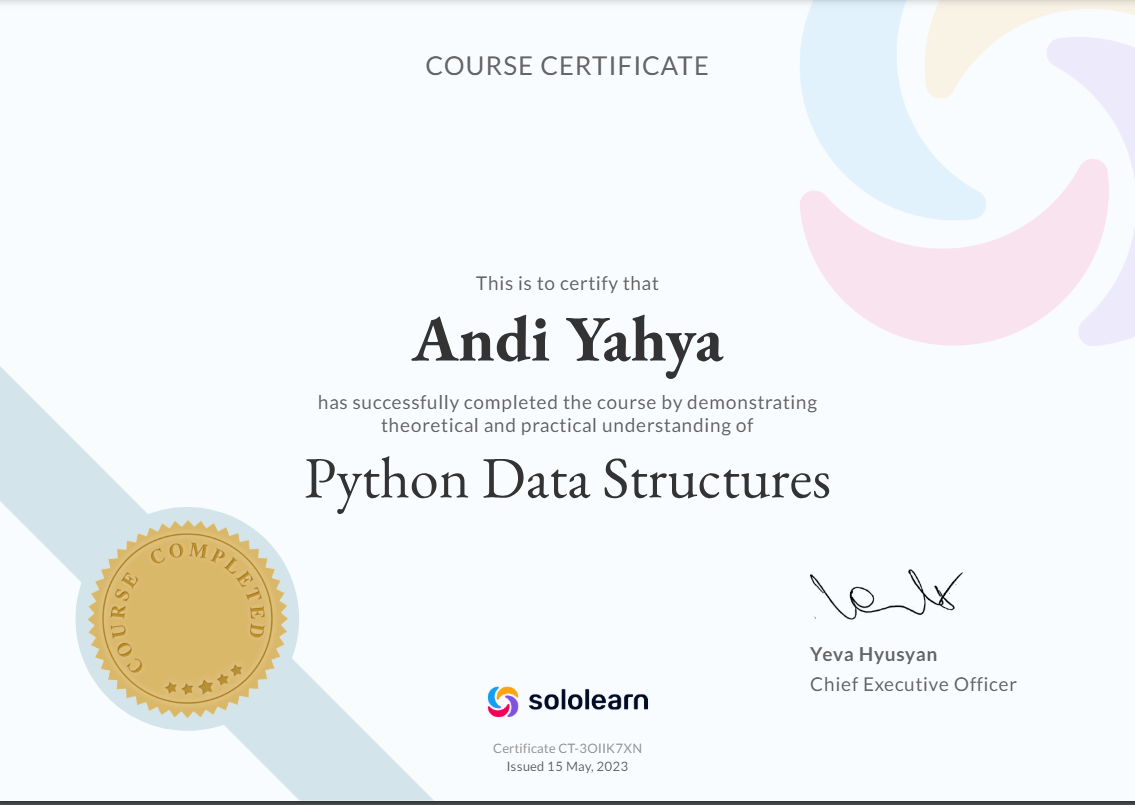 COURSE CERTIFICATE
This is to certify that
Andi Yahya
has successfully completed the course by demonstrating
theoretical and practical understanding of
Python Data Structures
COURSE COMPLETED
Yeva Hyusyan
Chief Executive Officer
sololearn
Certificate CT-3OIIK7XN
Issued 15 May, 2023